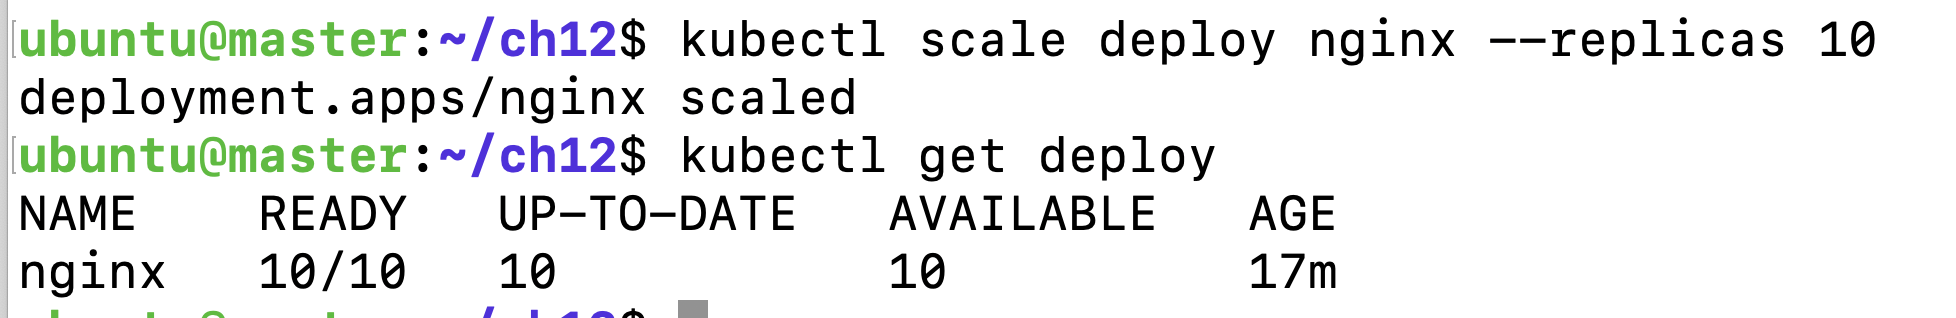 ubuntu@master:~/ch12$ kubectl scale deploy nginx --replicas 10
deployment.apps/nginx scaled
ubuntu@master:~/ch12$ kubectl get deploy
NAME    READY   UP-TO-DATE   AVAILABLE   AGE
nginx   10/10   10           10          17m